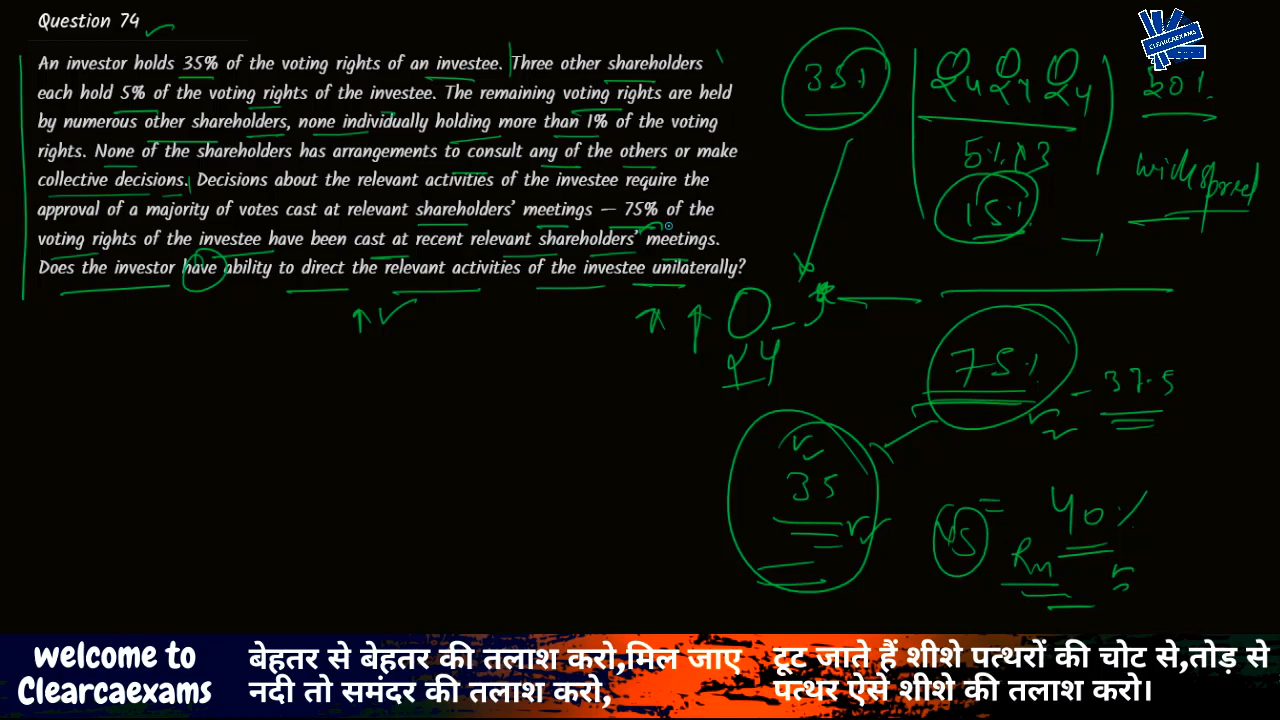 Question 74
An investor holds 35% of the voting rights of an investee. Three other shareholders
each hold 5% of the voting rights of the investee. The remaining voting rights are held
by numerous other shareholders, none individually holding more than 1% of the voting
rights. None of the shareholders has arrangements to consult any of the others or make
collective decisions. Decisions about the relevant activities of the investee require the
approval of a majority of votes cast at relevant shareholders' meetings – 75% of the
voting rights of the investee have been cast at recent relevant shareholders' meetings.
Does the investor have ability to direct the relevant activities of the investee unilaterally?
CLEARCAEXAMS
35%
15%
75%
37.5
35
40%
welcome to
Clearcaexams
बेहतर से बेहतर की तलाश करो,मिल जाए
नदी तो समंदर की तलाश करो,
टूट जाते हैं शीशे पत्थरों की चोट से,तोड़ से
पत्थर ऐसे शीशे की तलाश करो।